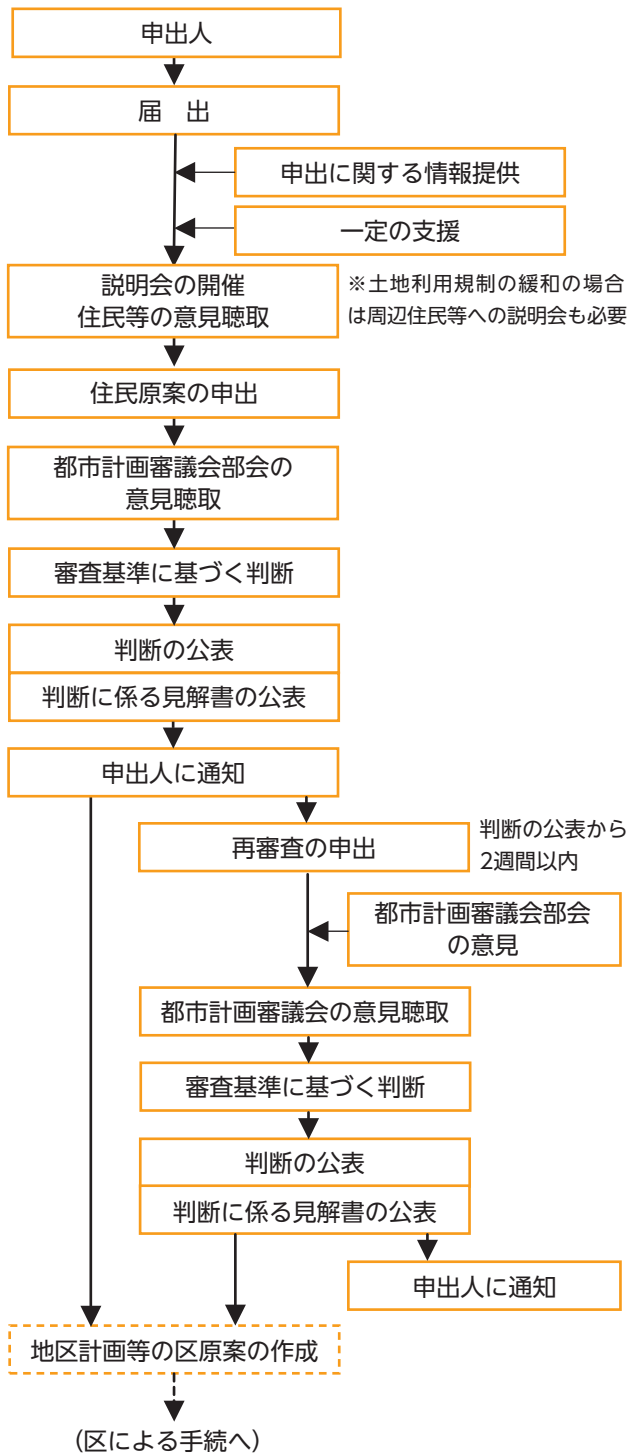 申出人
届　出
申出に関する情報提供
一定の支援
説明会の開催
住民等の意見聴取
※土地利用規制の緩和の場合
は周辺住民等への説明会も必要
住民原案の申出
都市計画審議会部会の
意見聴取
審査基準に基づく判断
判断の公表
判断に係る見解書の公表
申出人に通知
再審査の申出
判断の公表から
2週間以内
都市計画審議会部会
の意見
都市計画審議会の意見聴取
審査基準に基づく判断
判断の公表
判断に係る見解書の公表
申出人に通知
地区計画等の区原案の作成
(区による手続へ)